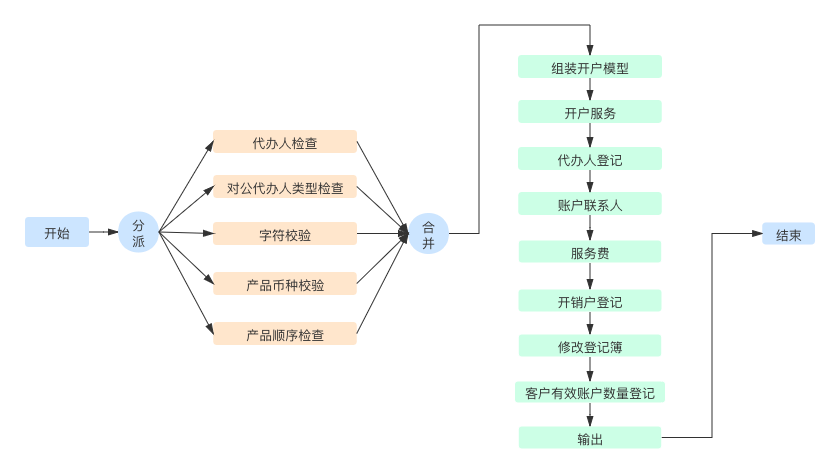 开始
分
派
代办人检查
对公代办人类型检查
字符校验
产品币种校验
产品顺序检查
合
并
组装开户模型
开户服务
代办人登记
账户联系人
服务费
开销户登记
修改登记簿
客户有效账户数量登记
输出
结束